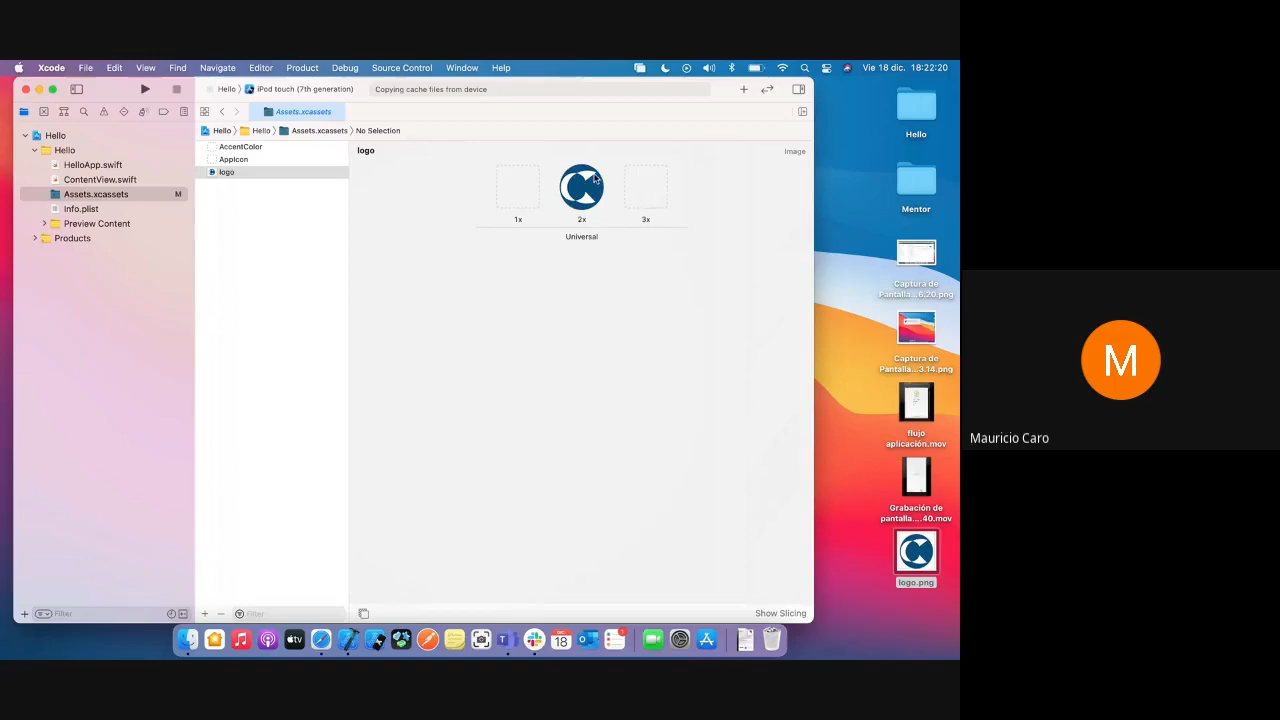 Xcode File Edit View Find Navigate Editor Product Debug Source Control Window Help Vie 18 dic. 18:22:20
Hello iPod touch (7th generation) Copying cache files from device
Assets.xcassets
Hello Hello Assets.xcassets No Selection
Hello
Hello
HelloApp.swift
ContentView.swift
Assets.xcassets M
Info.plist
Preview Content
Products
Filter
AccentColor
AppIcon
logo
Filter
logo Image
1x 2x 3x
Universal
Show Slicing
Hello
Mentor
Captura de
Pantalla...6.20.png
Captura de
Pantalla...3.14.png
flujo
aplicación.mov
Grabación de
pantalla....40.mov
logo.png
tv
DIC
18
M
Mauricio Caro